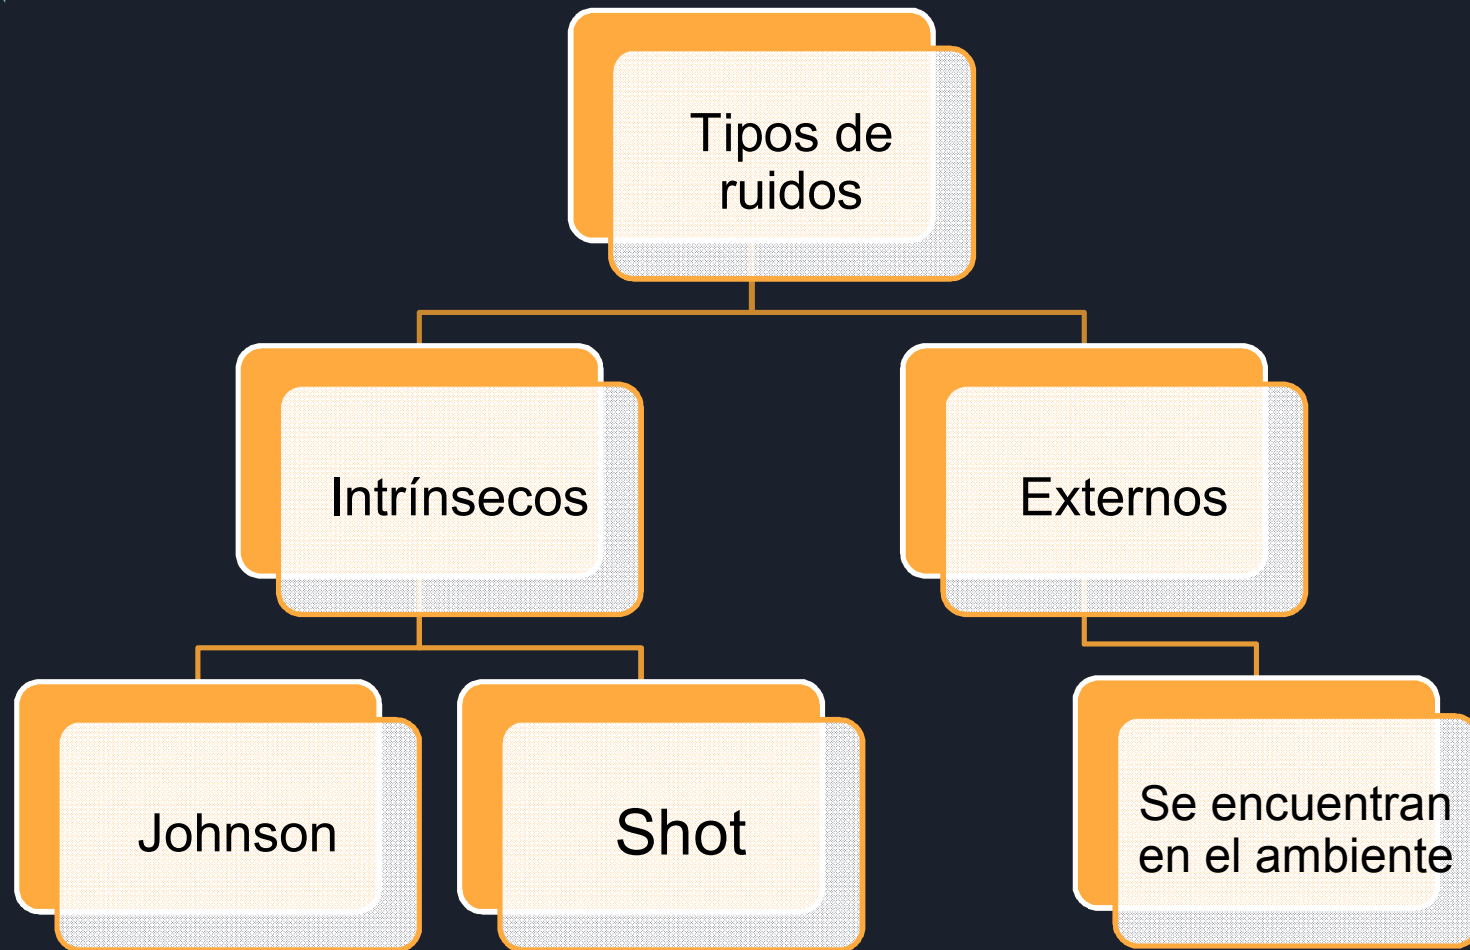 Tipos de
ruidos
Intrínsecos
Externos
Johnson
Shot
Se encuentran
en el ambiente